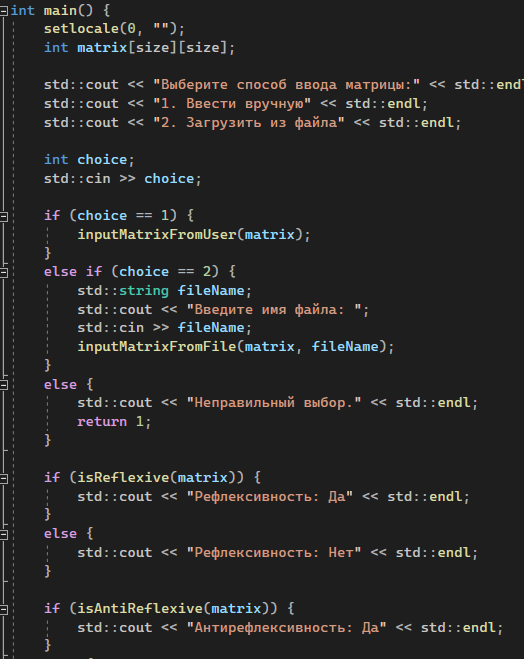 int main() {
    setlocale(0, "");
    int matrix[size][size];

    std::cout << "Выберите способ ввода матрицы:" << std::endl
    std::cout << "1. Ввести вручную" << std::endl;
    std::cout << "2. Загрузить из файла" << std::endl;

    int choice;
    std::cin >> choice;

    if (choice == 1) {
        inputMatrixFromUser(matrix);
    }
    else if (choice == 2) {
        std::string fileName;
        std::cout << "Введите имя файла: ";
        std::cin >> fileName;
        inputMatrixFromFile(matrix, fileName);
    }
    else {
        std::cout << "Неправильный выбор." << std::endl;
        return 1;
    }

    if (isReflexive(matrix)) {
        std::cout << "Рефлексивность: Да" << std::endl;
    }
    else {
        std::cout << "Рефлексивность: Нет" << std::endl;
    }

    if (isAntiReflexive(matrix)) {
        std::cout << "Антирефлексивность: Да" << std::endl;
    }